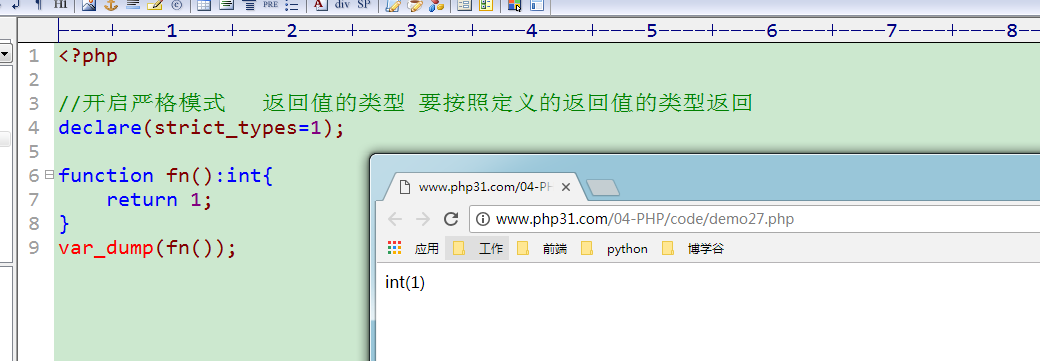 H1 PRE A div SP
├----+----1----+----2----+----3----+----4----+----5----+----6----+----7----+----8--
1 <?php
2
3 //开启严格模式 返回值的类型 要按照定义的返回值的类型返回
4 declare(strict_types=1);
5
6 function fn():int{
7 return 1;
8 }
9 var_dump(fn());
www.php31.com/04-PH
www.php31.com/04-PHP/code/demo27.php
应用 工作 前端 python 博学谷
int(1)